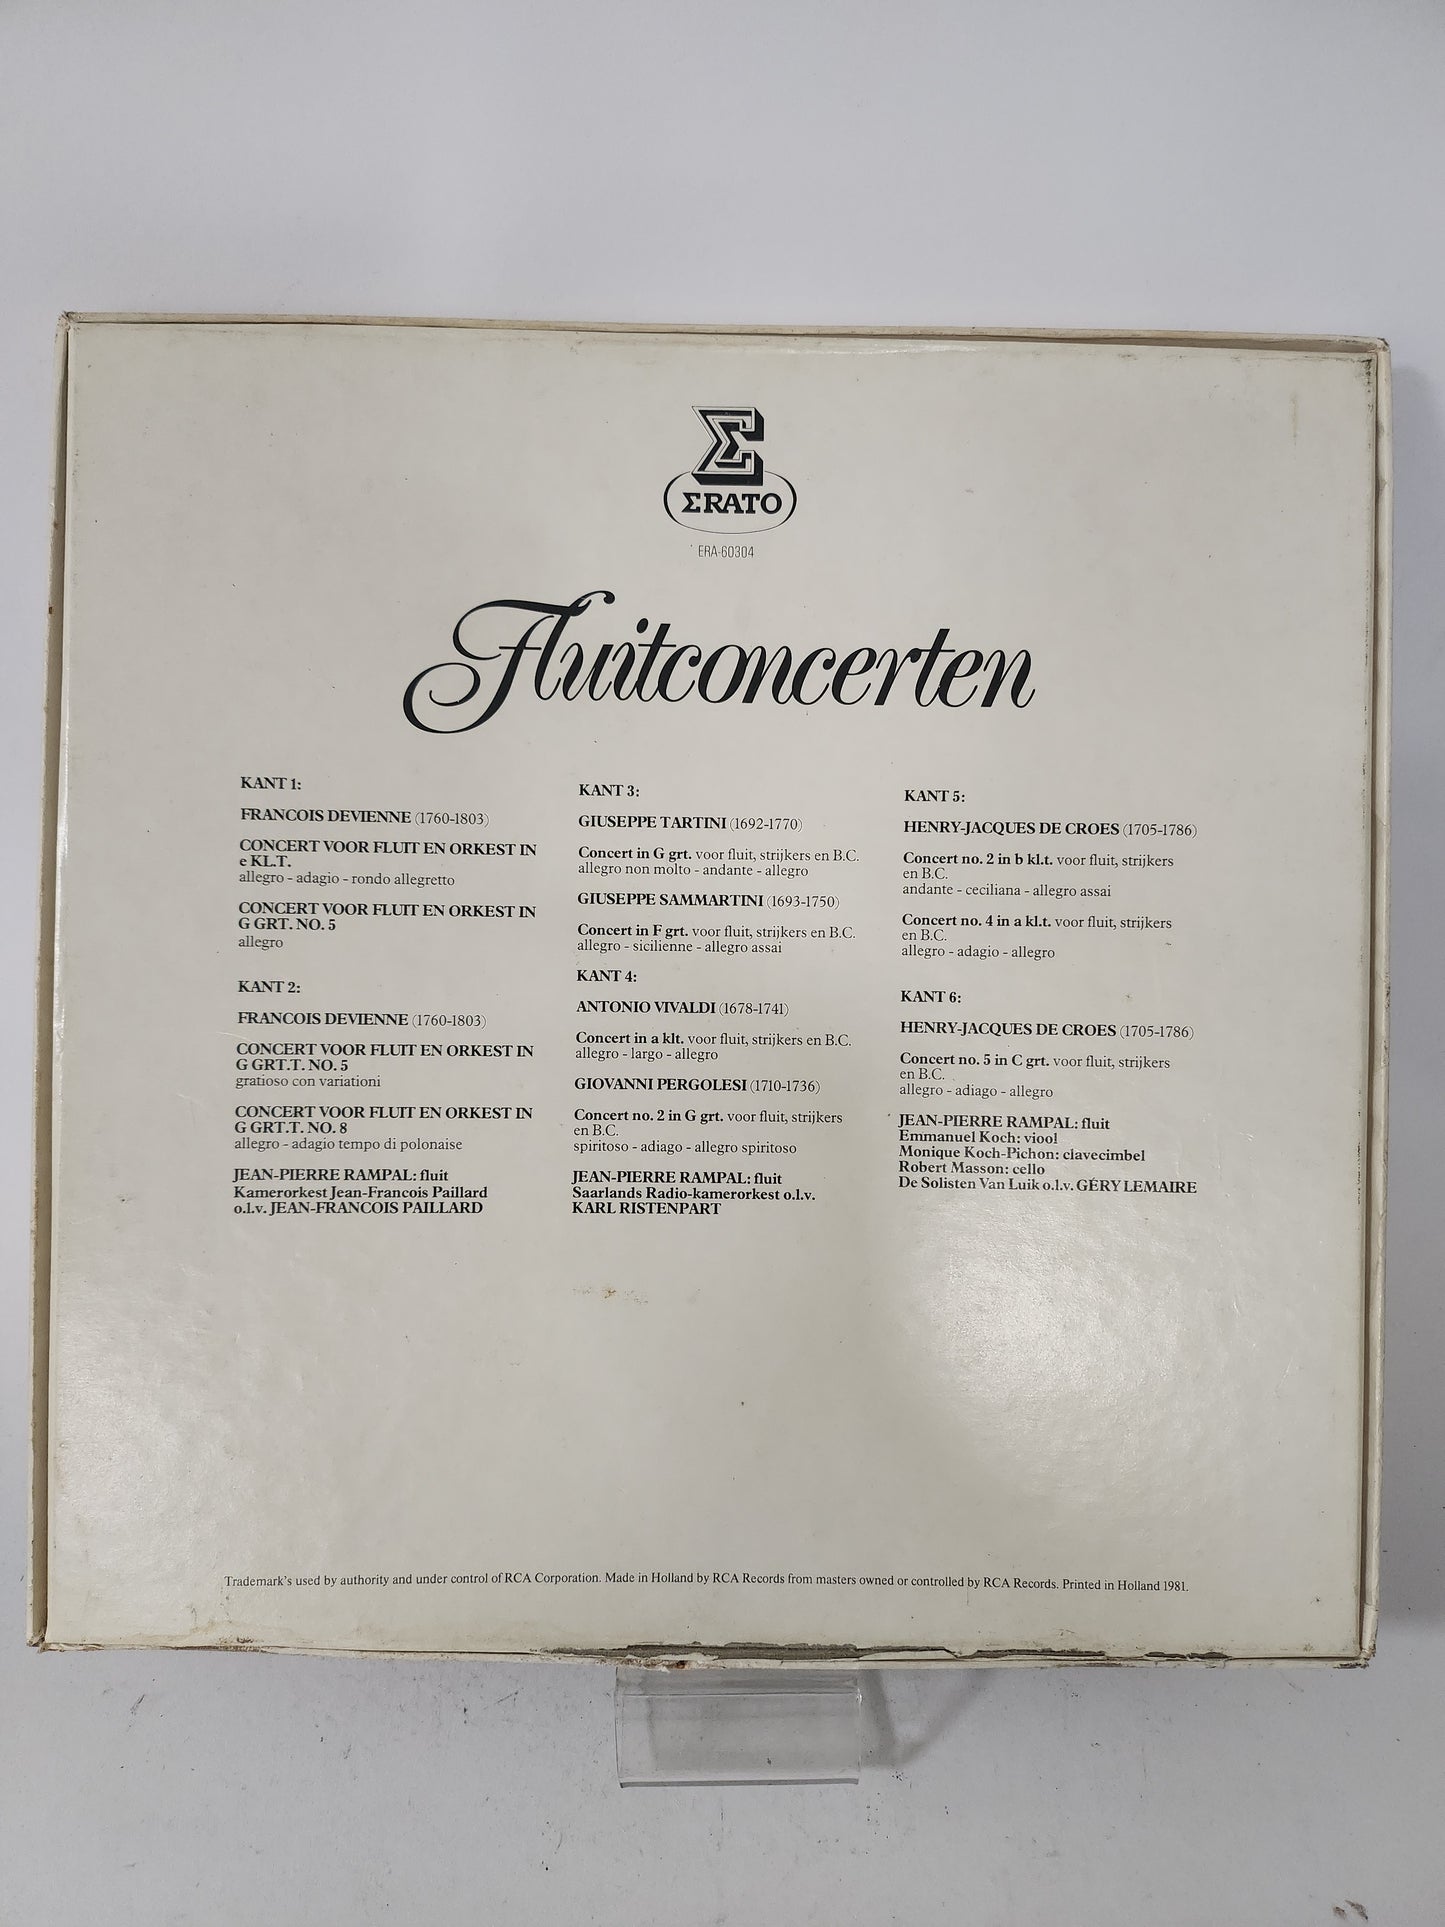 ΣRATO
ERA-60304
Fluitconcerten
KANT 1:
FRANCOIS DEVIENNE (1760-1803)
CONCERT VOOR FLUIT EN ORKEST IN
e KL.T.
allegro - adagio - rondo allegretto
CONCERT VOOR FLUIT EN ORKEST IN
G GRT. NO. 5
allegro
KANT 2:
FRANCOIS DEVIENNE (1760-1803)
CONCERT VOOR FLUIT EN ORKEST IN
G GRT.T. NO. 5
gratioso con variationi
CONCERT VOOR FLUIT EN ORKEST IN
G GRT.T. NO. 8
allegro - adagio tempo di polonaise
JEAN-PIERRE RAMPAL: fluit
Kamerorkest Jean-Francois Paillard
o.l.v. JEAN-FRANCOIS PAILLARD
KANT 3:
GIUSEPPE TARTINI (1692-1770)
Concert in G grt. voor fluit, strijkers en B.C.
allegro non molto - andante - allegro
GIUSEPPE SAMMARTINI (1693-1750)
Concert in F grt. voor fluit, strijkers en B.C.
allegro - sicilienne - allegro assai
KANT 4:
ANTONIO VIVALDI (1678-1741)
Concert in a klt. voor fluit, strijkers en B.C.
allegro - largo - allegro
GIOVANNI PERGOLESI (1710-1736)
Concert no. 2 in G grt. voor fluit, strijkers
en B.C.
spiritoso - adiago - allegro spiritoso
JEAN-PIERRE RAMPAL: fluit
Saarlands Radio-kamerorkest o.l.v.
KARL RISTENPART
KANT 5:
HENRY-JACQUES DE CROES (1705-1786)
Concert no. 2 in b kl.t. voor fluit, strijkers
en B.C.
andante - ceciliana - allegro assai
Concert no. 4 in a kl.t. voor fluit, strijkers
en B.C.
allegro - adagio - allegro
KANT 6:
HENRY-JACQUES DE CROES (1705-1786)
Concert no. 5 in C grt. voor fluit, strijkers
en B.C.
allegro - adiago - allegro
JEAN-PIERRE RAMPAL: fluit
Emmanuel Koch: viool
Monique Koch-Pichon: clavecimbel
Robert Masson: cello
De Solisten Van Luik o.l.v. GÉRY LEMAIRE
Trademark's used by authority and under control of RCA Corporation. Made in Holland by RCA Records from masters owned or controlled by RCA Records. Printed in Holland 1981.